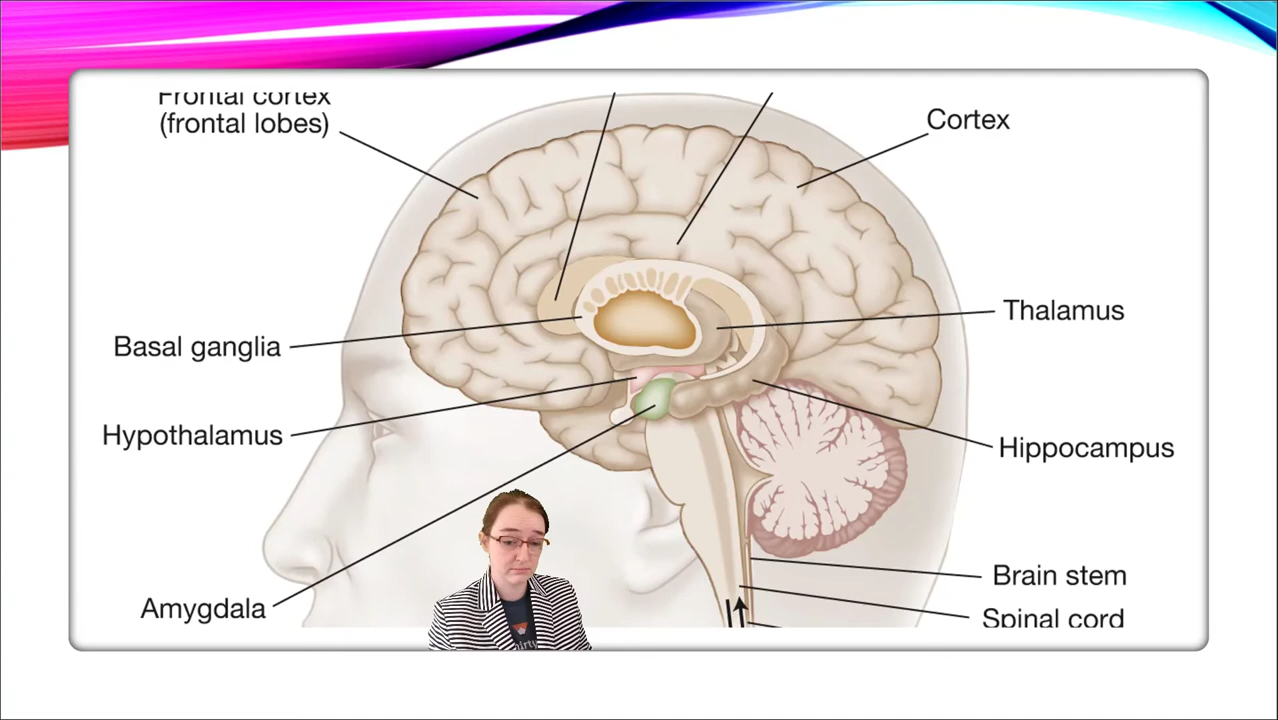 Frontal cortex
(frontal lobes)
Cortex
Thalamus
Basal ganglia
Hypothalamus
Hippocampus
Amygdala
Brain stem
Spinal cord